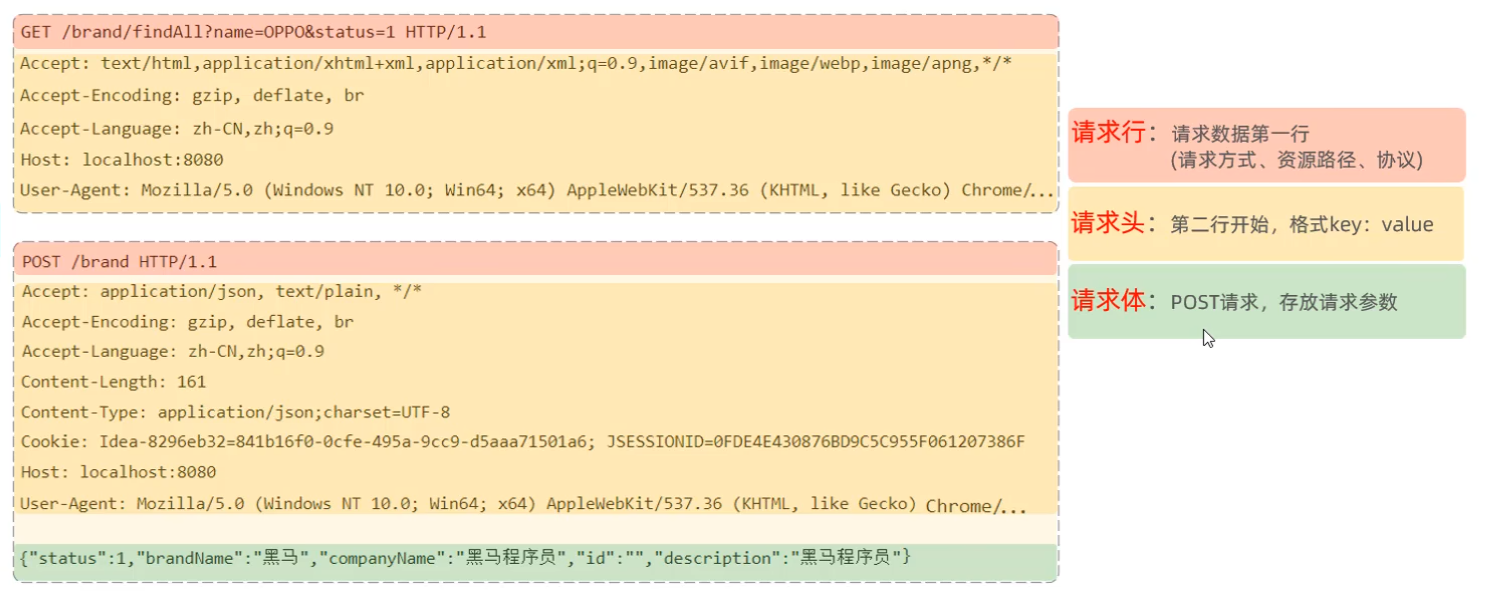 GET /brand/findAll?name=OPPO&status=1 HTTP/1.1
Accept: text/html,application/xhtml+xml,application/xml;q=0.9,image/avif,image/webp,image/apng,*/*
Accept-Encoding: gzip, deflate, br
Accept-Language: zh-CN,zh;q=0.9
Host: localhost:8080
User-Agent: Mozilla/5.0 (Windows NT 10.0; Win64; x64) AppleWebKit/537.36 (KHTML, like Gecko) Chrome/...
POST /brand HTTP/1.1
Accept: application/json, text/plain, */*
Accept-Encoding: gzip, deflate, br
Accept-Language: zh-CN,zh;q=0.9
Content-Length: 161
Content-Type: application/json;charset=UTF-8
Cookie: Idea-8296eb32=841b16f0-0cfe-495a-9cc9-d5aaa71501a6; JSESSIONID=0FDE4E430876BD9C5C955F061207386F
Host: localhost:8080
User-Agent: Mozilla/5.0 (Windows NT 10.0; Win64; x64) AppleWebKit/537.36 (KHTML, like Gecko) Chrome/...
{"status":1,"brandName":"黑马","companyName":"黑马程序员","id":"","description":"黑马程序员"}
请求行：请求数据第一行
(请求方式、资源路径、协议)
请求头：第二行开始，格式key：value
请求体：POST请求，存放请求参数